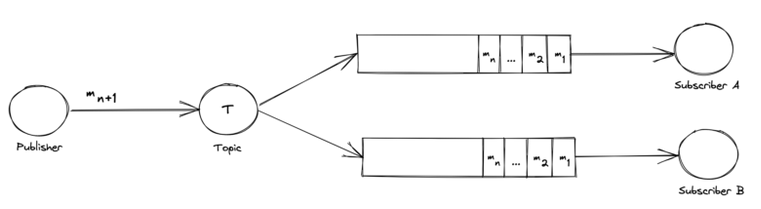 m n ... m 2 m 1
Subscriber A
m n+1
T
Publisher
Topic
m n ... m 2 m 1
Subscriber B